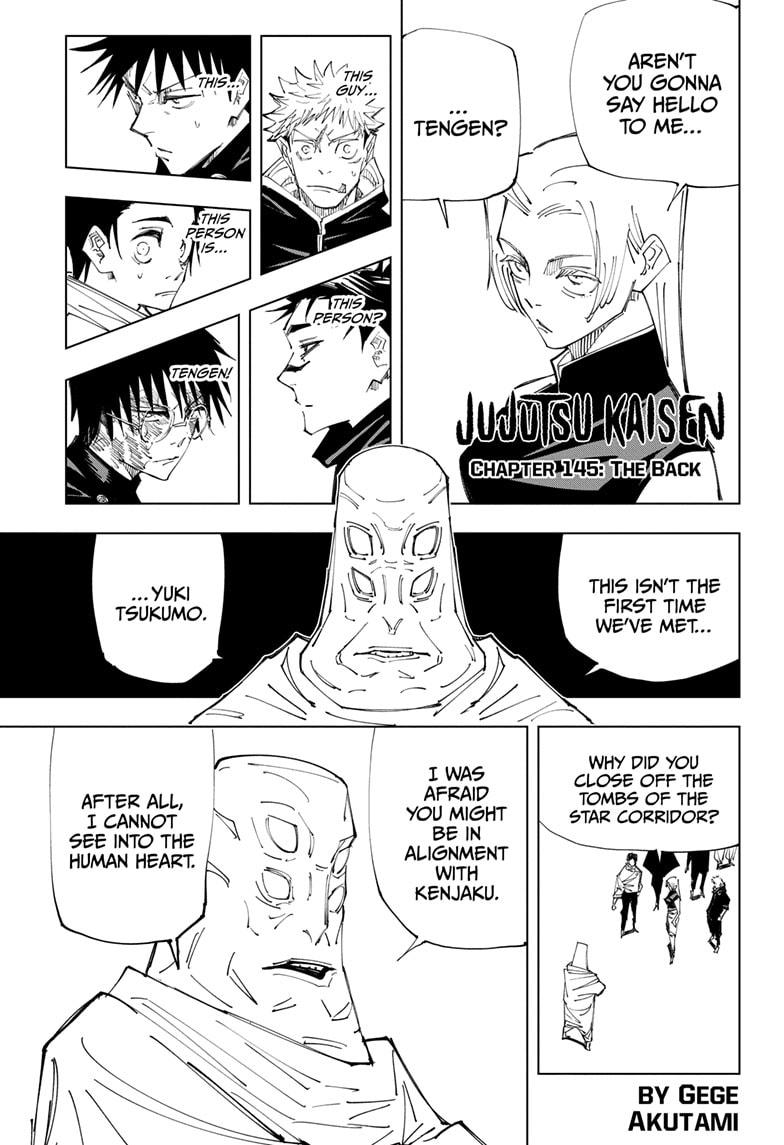 AREN'T
YOU GONNA
SAY HELLO
TO ME...
...
TENGEN?
THIS
GUY...
THIS...
THIS
PERSON
IS...
THIS
PERSON?
TENGEN!
JUJUTSU KAISEN
CHAPTER 145: THE BACK
THIS ISN'T THE
FIRST TIME
WE'VE MET...
...YUKI
TSUKUMO.
WHY DID YOU
CLOSE OFF THE
TOMBS OF THE
STAR CORRIDOR?
I WAS
AFRAID
YOU MIGHT
BE IN
ALIGNMENT
WITH
KENJAKU.
AFTER ALL,
I CANNOT
SEE INTO THE
HUMAN HEART.
BY GEGE
AKUTAMI